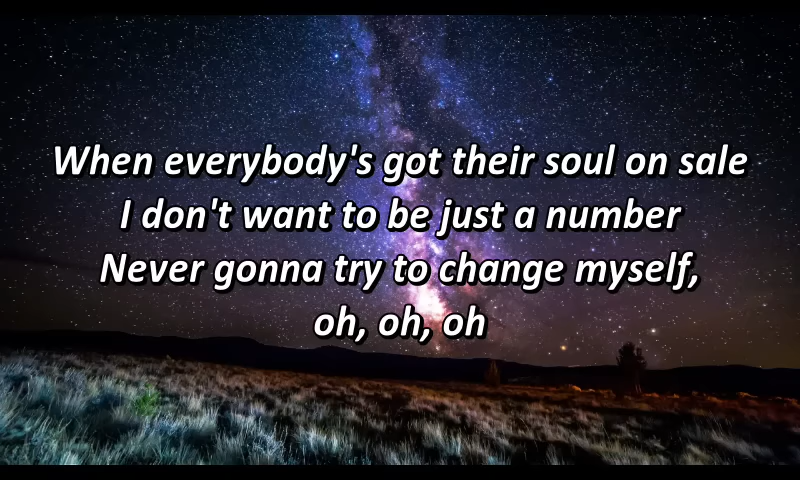 When everybody's got their soul on sale
I don't want to be just a number
Never gonna try to change myself,
oh, oh, oh